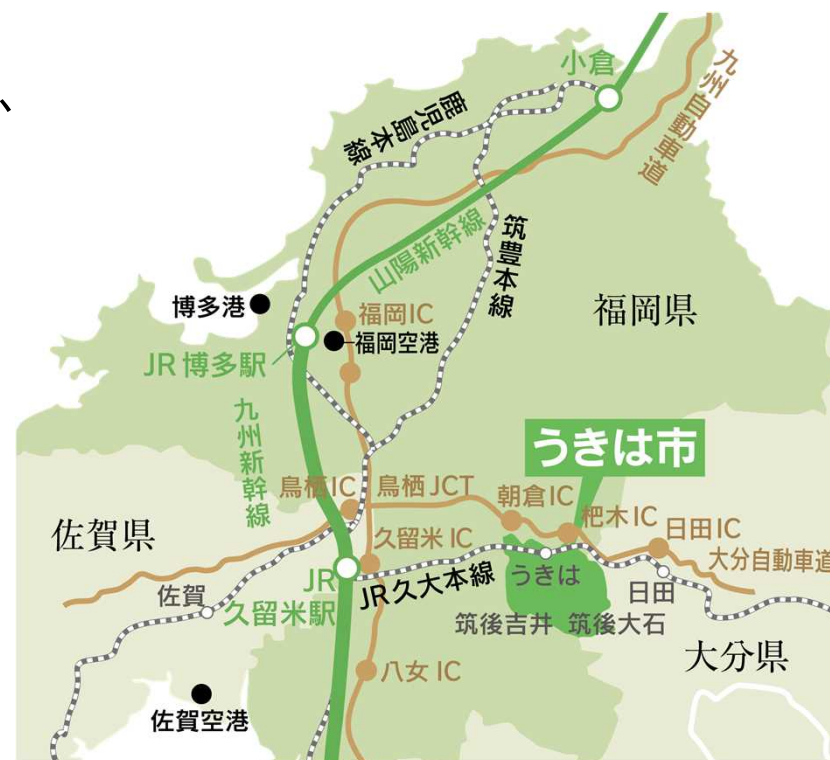 、
小倉
九州自動車道
鹿児島本線
山陽新幹線
筑豊本線
博多港
福岡IC
福岡空港
福岡県
JR 博多駅
九州新幹線
うきは市
鳥栖IC
鳥栖JCT
朝倉IC
杷木IC
日田IC
佐賀県
久留米IC
大分自動車道
JR久大本線
うきは
JR
久留米駅
佐賀
日田
筑後吉井
筑後大石
大分県
八女IC
佐賀空港